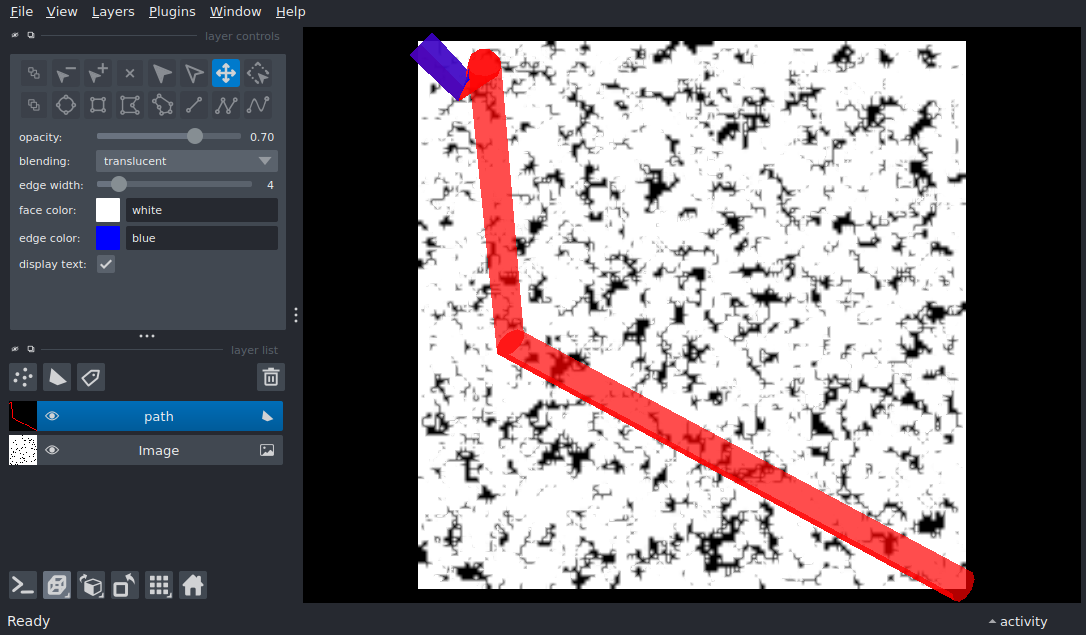 File View Layers Plugins Window Help
layer controls
opacity: 0.70
blending: translucent
edge width: 4
face color: white
edge color: blue
display text:
layer list
path
Image
Ready activity